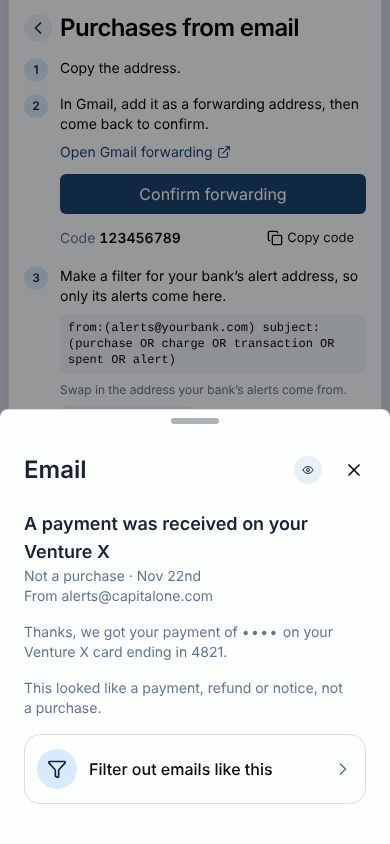 Purchases from email
1 Copy the address.
2 In Gmail, add it as a forwarding address, then
come back to confirm.
Open Gmail forwarding
Confirm forwarding
Code 123456789 Copy code
3 Make a filter for your bank’s alert address, so
only its alerts come here.
from:(alerts@yourbank.com) subject:
(purchase OR charge OR transaction OR
spent OR alert)
Swap in the address your bank’s alerts come from.
Email
A payment was received on your
Venture X
Not a purchase · Nov 22nd
From alerts@capitalone.com
Thanks, we got your payment of •••• on your
Venture X card ending in 4821.
This looked like a payment, refund or notice, not
a purchase.
Filter out emails like this